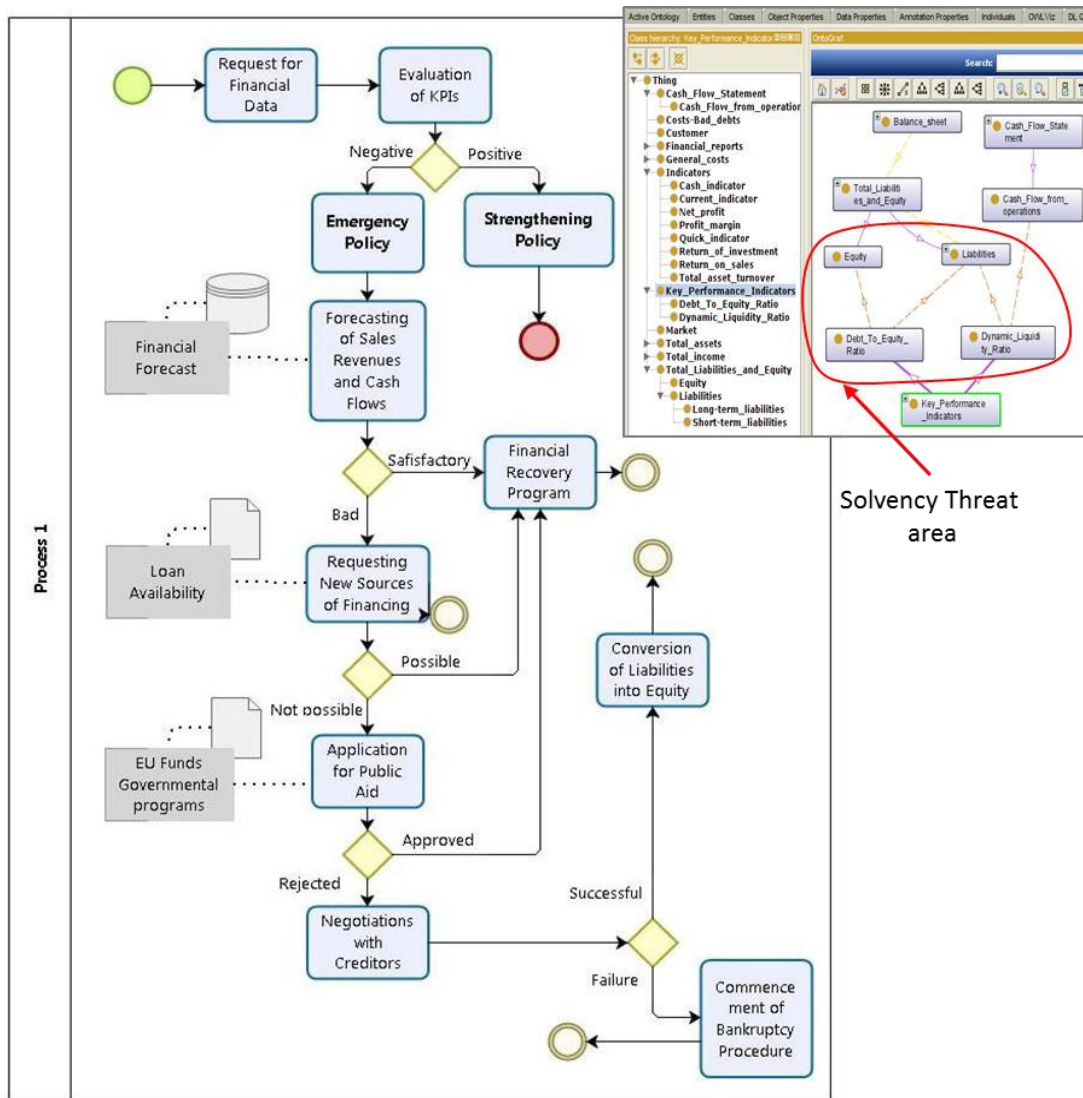 Process 1
Request for
Financial
Data
Evaluation
of KPIs
Negative
Positive
Emergency
Policy
Strengthening
Policy
Financial
Forecast
Forecasting
of Sales
Revenues
and Cash
Flows
Safisfactory
Bad
Financial
Recovery
Program
Loan
Availability
Requesting
New Sources
of Financing
Possible
Not possible
EU Funds
Governmental
programs
Application
for Public
Aid
Approved
Rejected
Negotiations
with
Creditors
Successful
Failure
Conversion
of Liabilities
into Equity
Commence
ment of
Bankruptcy
Procedure
Active Ontology Entities Classes Object Properties Data Properties Annotation Properties Individuals OWLViz DL
Class hierarchy: Key_Performance_Indicator
Thing
Cash_Flow_Statement
Cash_Flow_from_operation
Costs-Bad_debts
Customer
Financial_reports
General_costs
Indicators
Cash_indicator
Current_indicator
Net_profit
Profit_margin
Quick_indicator
Return_of_investment
Return_on_sales
Total_asset_turnover
Key_Performance_Indicators
Debt_To_Equity_Ratio
Dynamic_Liquidity_Ratio
Market
Total_assets
Total_income
Total_Liabilities_and_Equity
Equity
Liabilities
Long-term_liabilities
Short-term_liabilities
OntoGraf
Search:
Balance_sheet
Cash_Flow_State
ment
Total_Liabiliti
es_and_Equity
Cash_Flow_from_
operations
Equity
Liabilities
Debt_To_Equity_
Ratio
Dynamic_Liquidi
ty_Ratio
Key_Performance
_Indicators
Solvency Threat
area